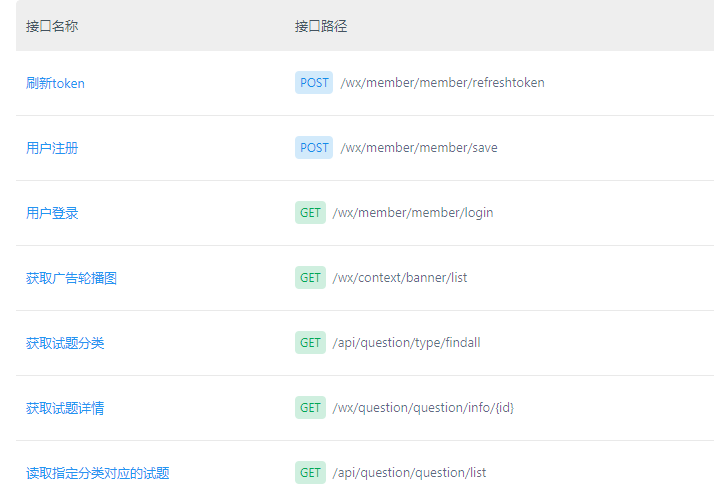 接口名称 接口路径
刷新token POST /wx/member/member/refreshtoken
用户注册 POST /wx/member/member/save
用户登录 GET /wx/member/member/login
获取广告轮播图 GET /wx/context/banner/list
获取试题分类 GET /api/question/type/findall
获取试题详情 GET /wx/question/question/info/{id}
读取指定分类对应的试题 GET /api/question/question/list